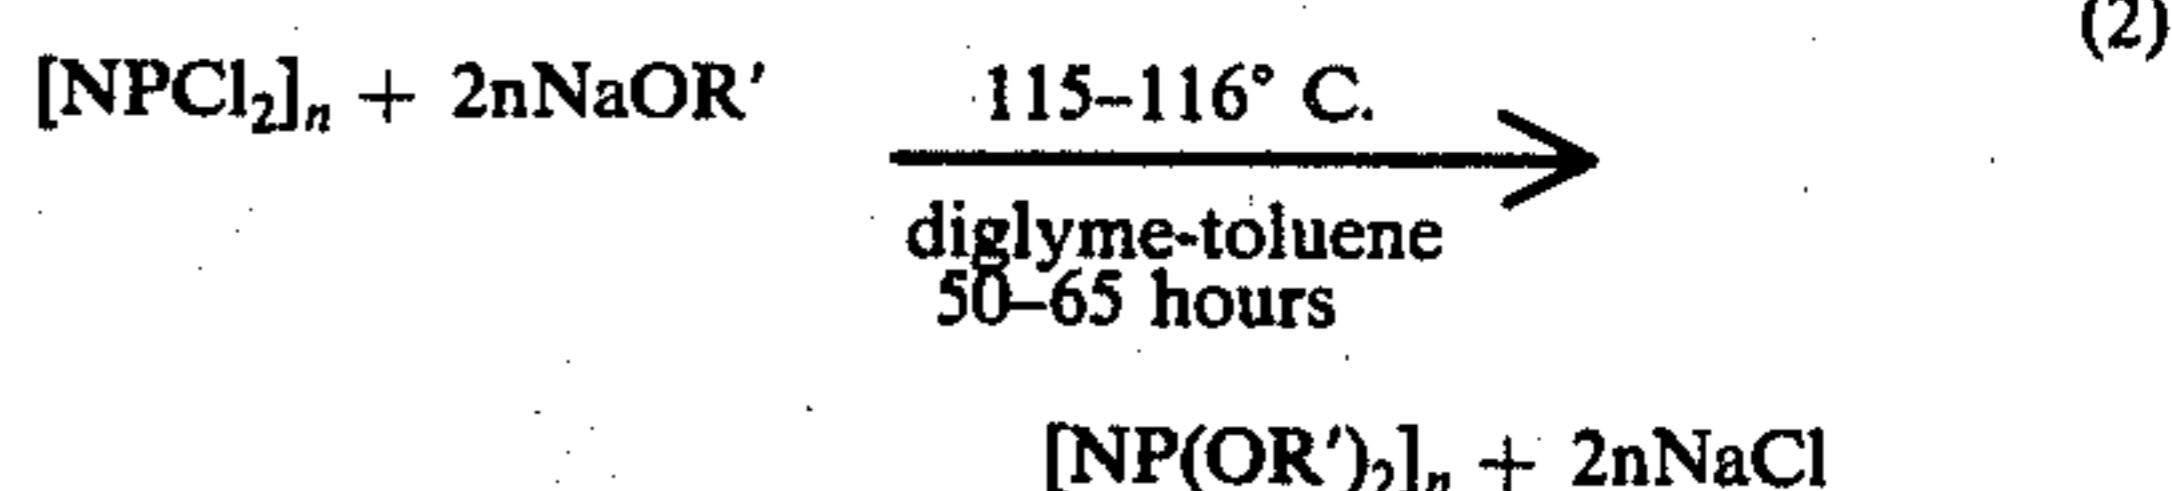 (2)
[NPCl₂]ₙ + 2nNaOR′ 115–116° C.
diglyme-toluene
50–65 hours
[NP(OR′)₂]ₙ + 2nNaCl